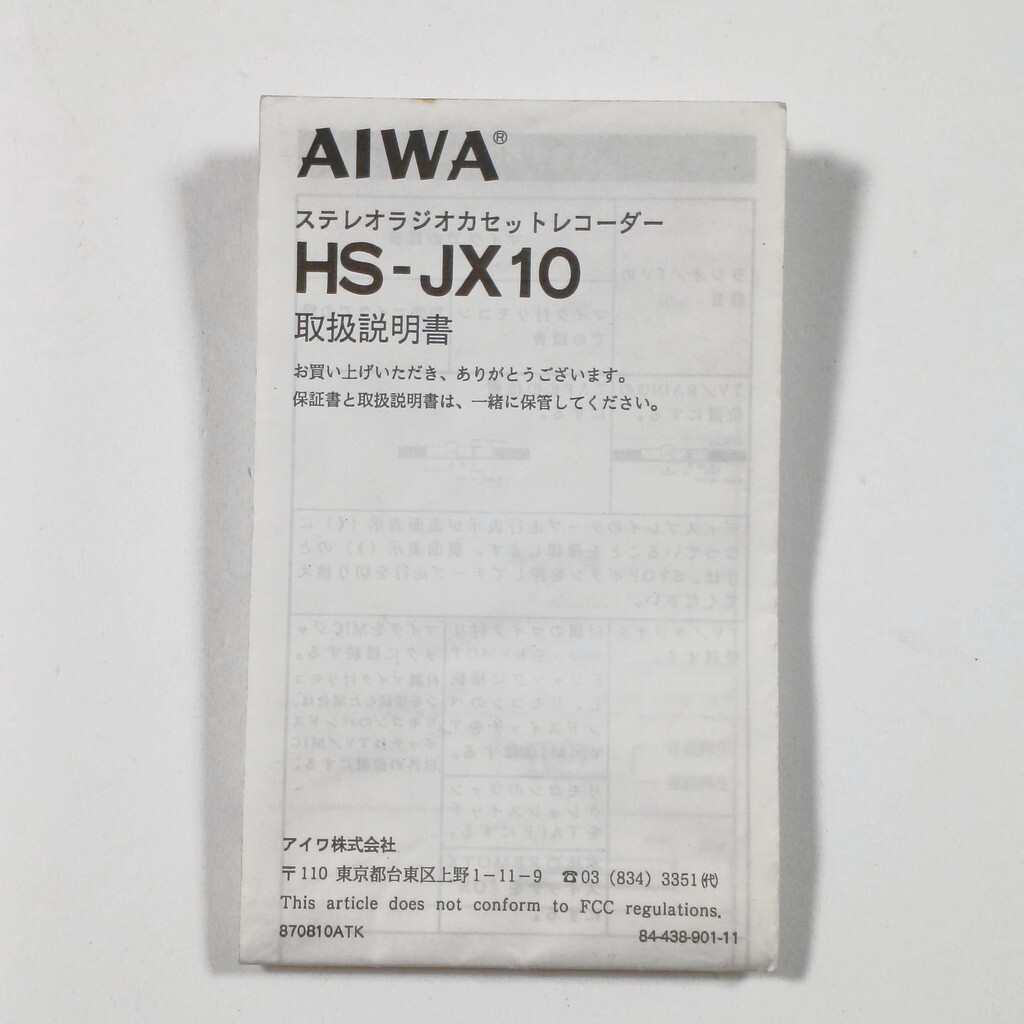 AIWA®
ステレオラジオカセットレコーダー
HS-JX10
取扱説明書
お買い上げいただき、ありがとうございます。
保証書と取扱説明書は、一緒に保管してください。
アイワ株式会社
〒110 東京都台東区上野1-11-9 ☎03 (834) 3351㈹
This article does not conform to FCC regulations.
870810ATK 84-438-901-11